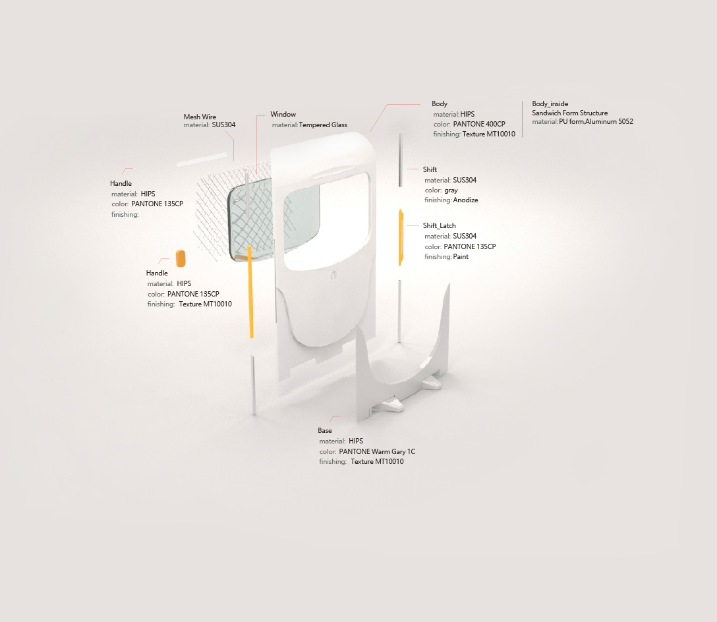 Mesh Wire
material: SUS304
Window
material:Tempered Glass
Body
material:HIPS
color: PANTONE 400CP
finishing: Texture MT10010
Body_inside
Sandwich Form Structure
material:PU form,Aluminum 5052
Handle
material: HIPS
color: PANTONE 135CP
finishing:
Shift
material: SUS304
color: gray
finishing: Anodize
Shift_Latch
material: SUS304
color: PANTONE 135CP
finishing: Paint
Handle
material: HIPS
color: PANTONE 135CP
finishing: Texture MT10010
Base
material: HIPS
color: PANTONE Warm Gary 1C
finishing: Texture MT10010